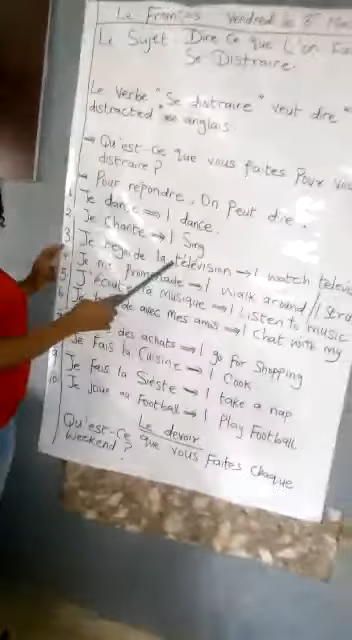 Le Français Vendredi le 8
Le Sujet: Dire Ce que L'on
Se Distraire.
Le verbe "Se distraire" veut dire "
distracted" en anglais.
→ Qu'est-ce que vous faites Pour
distraire?
→ Pour repondre, On Peut dire.
1 Je danse → I dance.
2 Je Chante → I Sing
3 Je regarde la télévision → I watch
4 Je me Promenade → I walk around/I
5 J'écoute la musique → I Listen to music
6 avec mes amis → I chat with my
des achats → I go For Shopping
Je fais la Cuisine → I Cook
9 Je fais la Sieste → I take a nap
10 Je joue au Football → I Play Football
Le devoir
Qu'est-Ce que vous Faites Chaque
weekend?